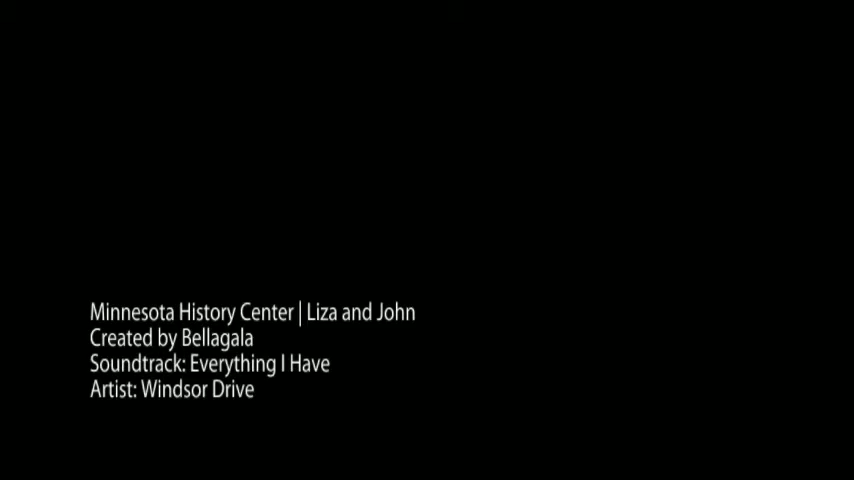 Minnesota History Center | Liza and John
Created by Bellagala
Soundtrack: Everything I Have
Artist: Windsor Drive